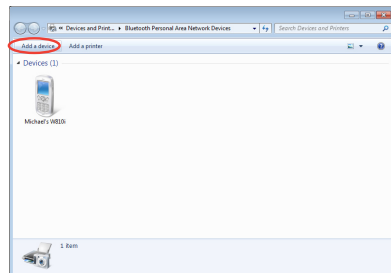 « Devices and Print... ▸ Bluetooth Personal Area Network Devices
Search Devices and Printers
Add a device
Add a printer
Devices (1)
Michael's W810i
1 item